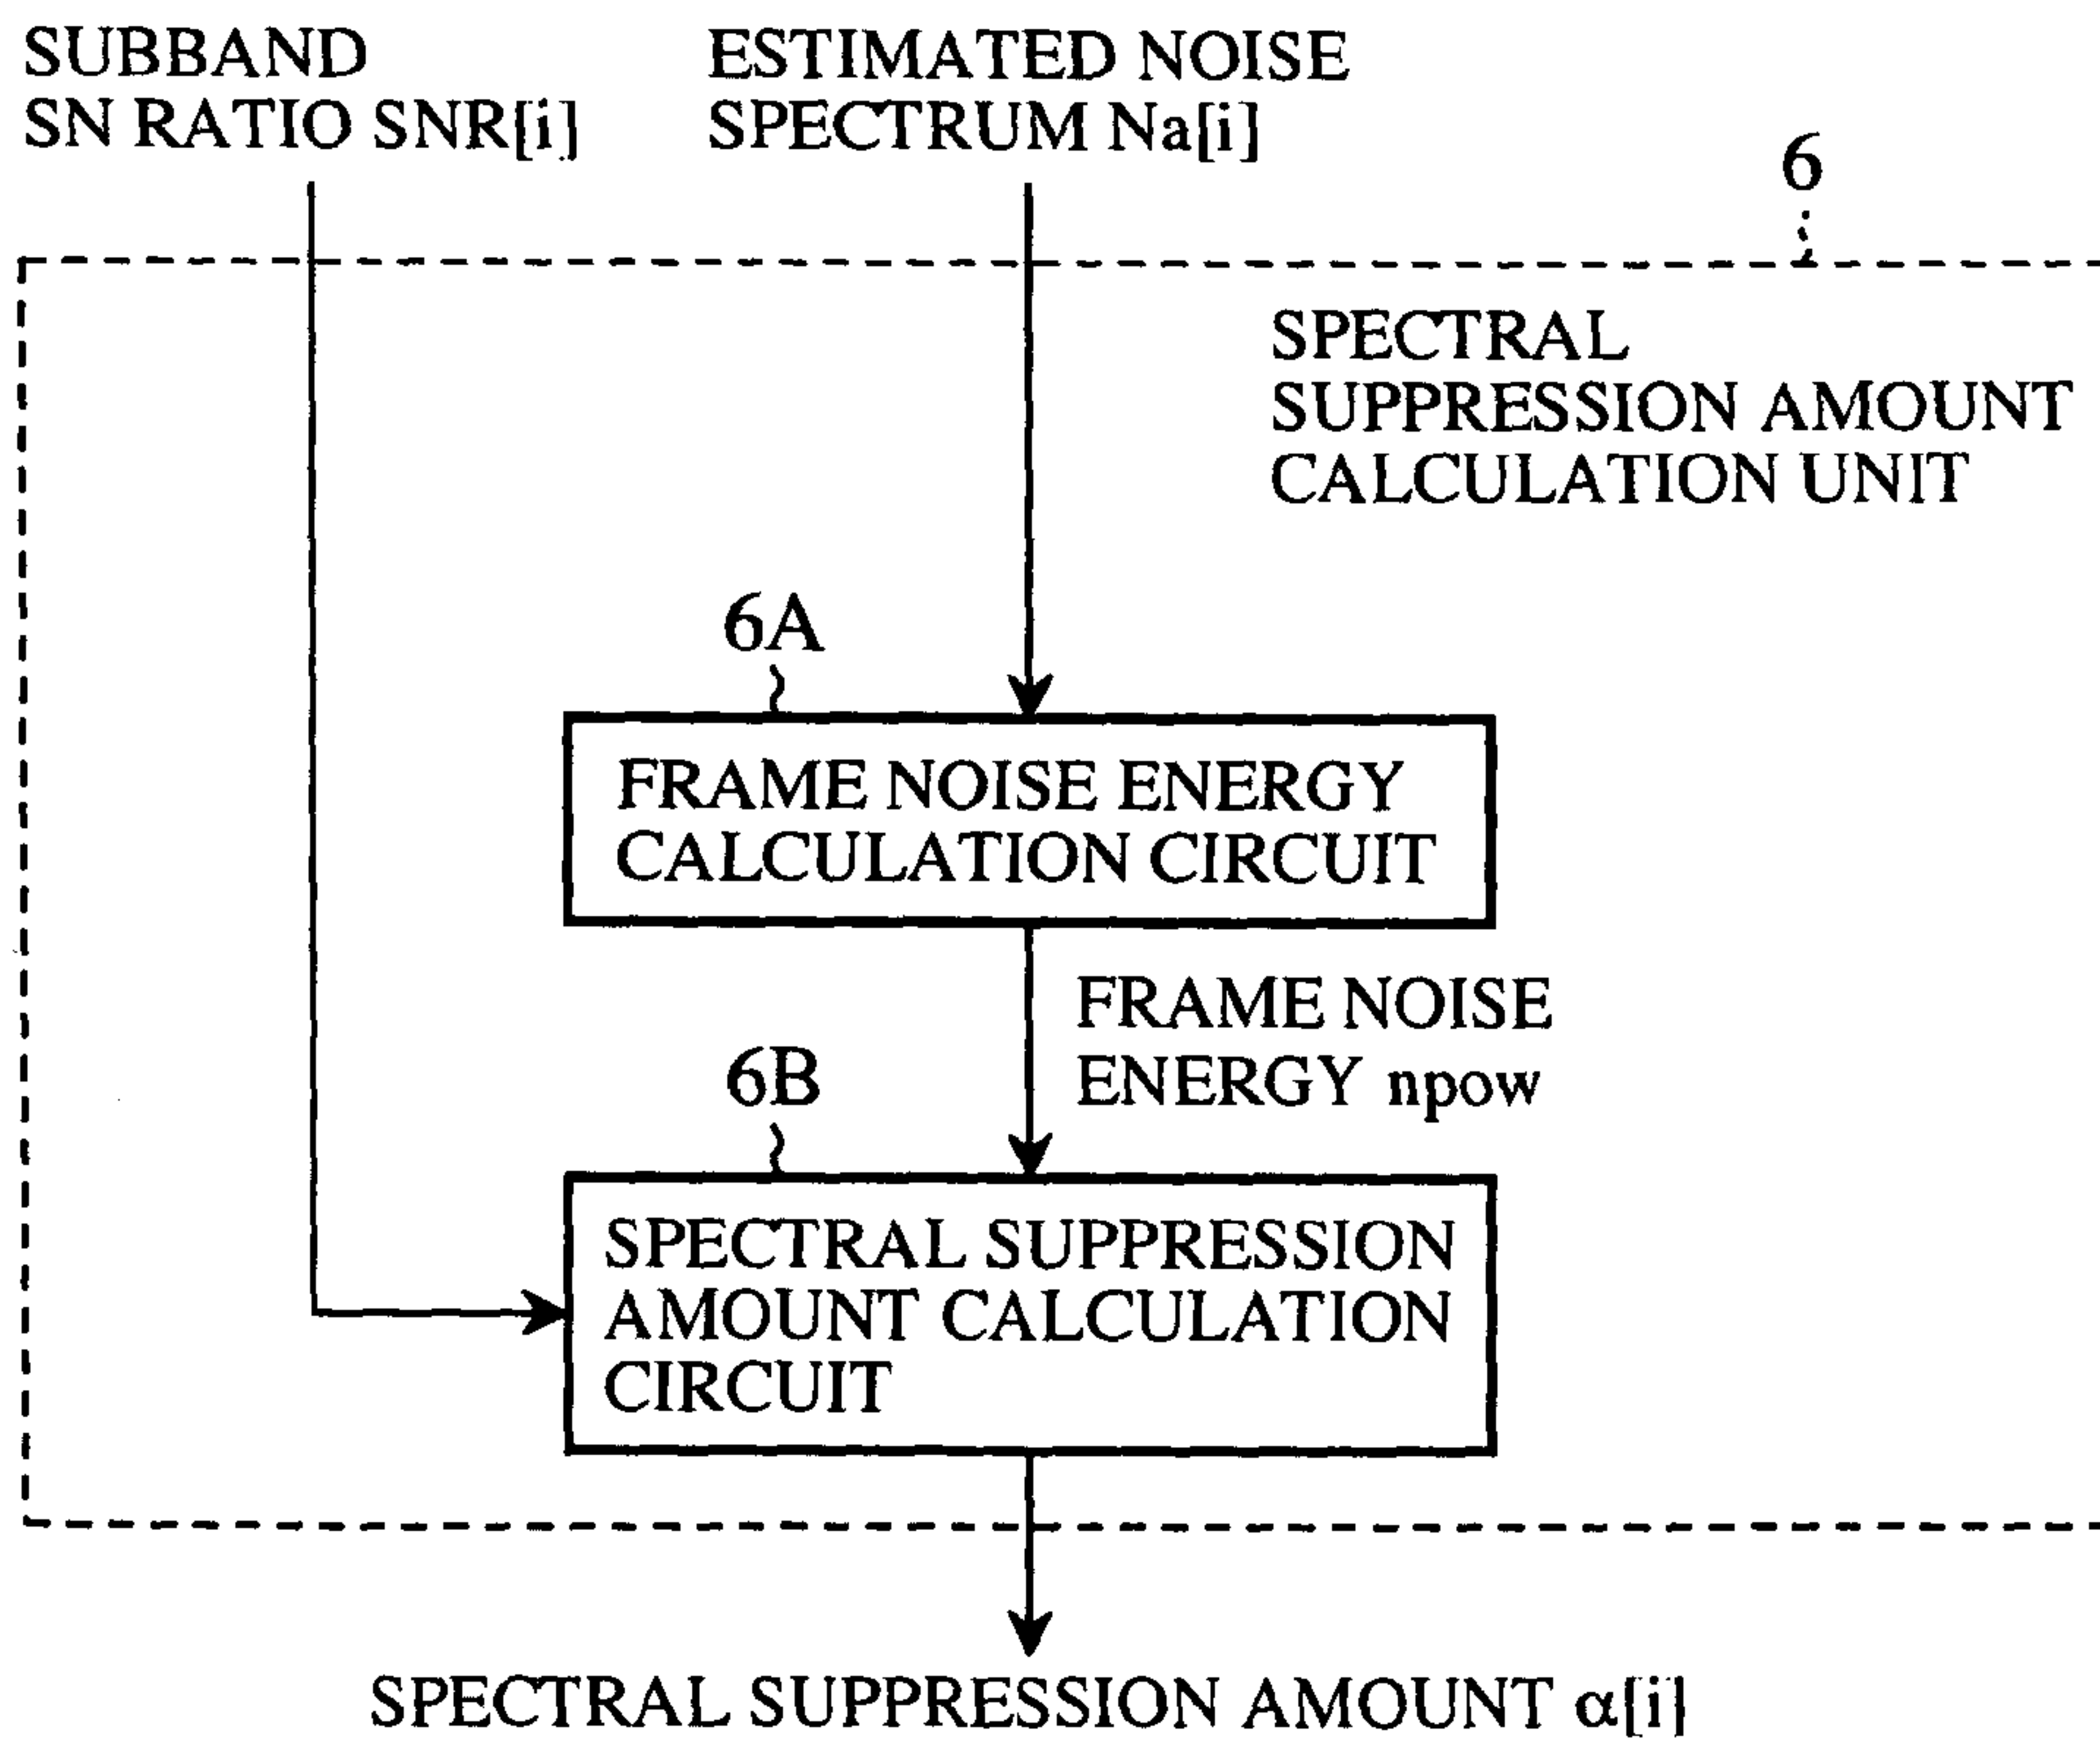 SUBBAND
SN RATIO SNR[i]
ESTIMATED NOISE
SPECTRUM Na[i]
6
SPECTRAL
SUPPRESSION AMOUNT
CALCULATION UNIT
6A
FRAME NOISE ENERGY
CALCULATION CIRCUIT
FRAME NOISE
ENERGY npow
6B
SPECTRAL SUPPRESSION
AMOUNT CALCULATION
CIRCUIT
SPECTRAL SUPPRESSION AMOUNT α[i]